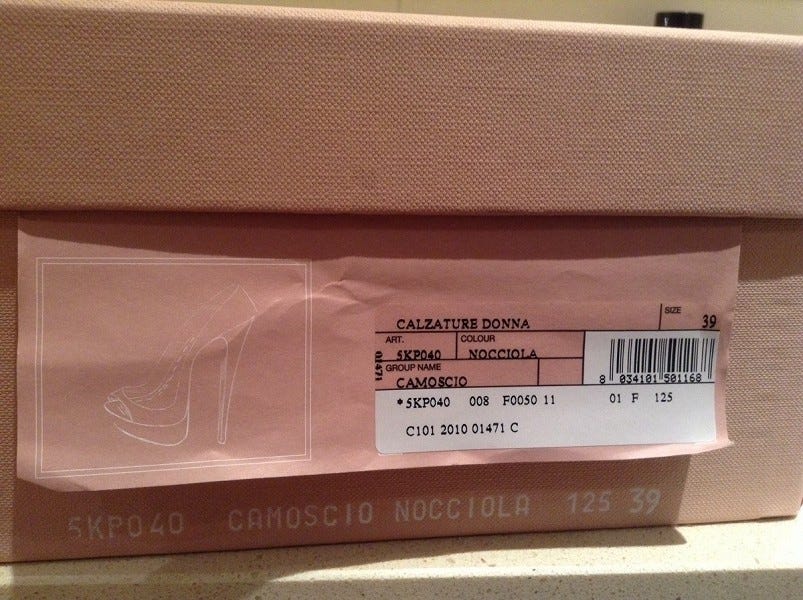 CALZATURE DONNA SIZE 39
ART. COLOUR
5KP040 NOCCIOLA
GROUP NAME
CAMOSCIO
01471
8 034101 501168
*5KP040 008 F0050 11 01 F 125
C101 2010 01471 C
5KP040 CAMOSCIO NOCCIOLA 125 39